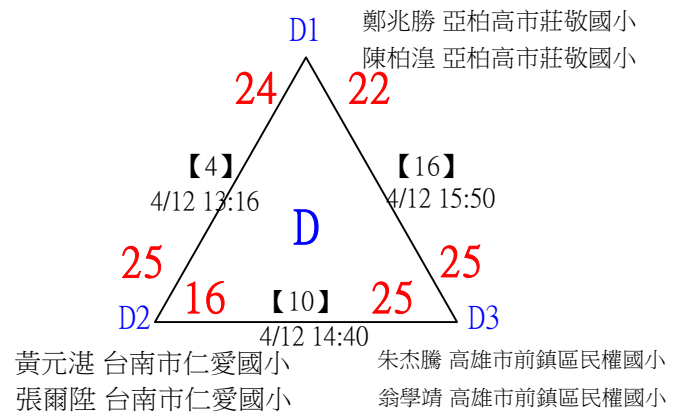 D1
鄭兆勝 亞柏高市莊敬國小
陳柏湟 亞柏高市莊敬國小
24
22
【4】
4/12 13:16
【16】
4/12 15:50
D
25
25
D2
16
【10】
25
D3
4/12 14:40
黃元湛 台南市仁愛國小
張爾陞 台南市仁愛國小
朱杰騰 高雄市前鎮區民權國小
翁學靖 高雄市前鎮區民權國小